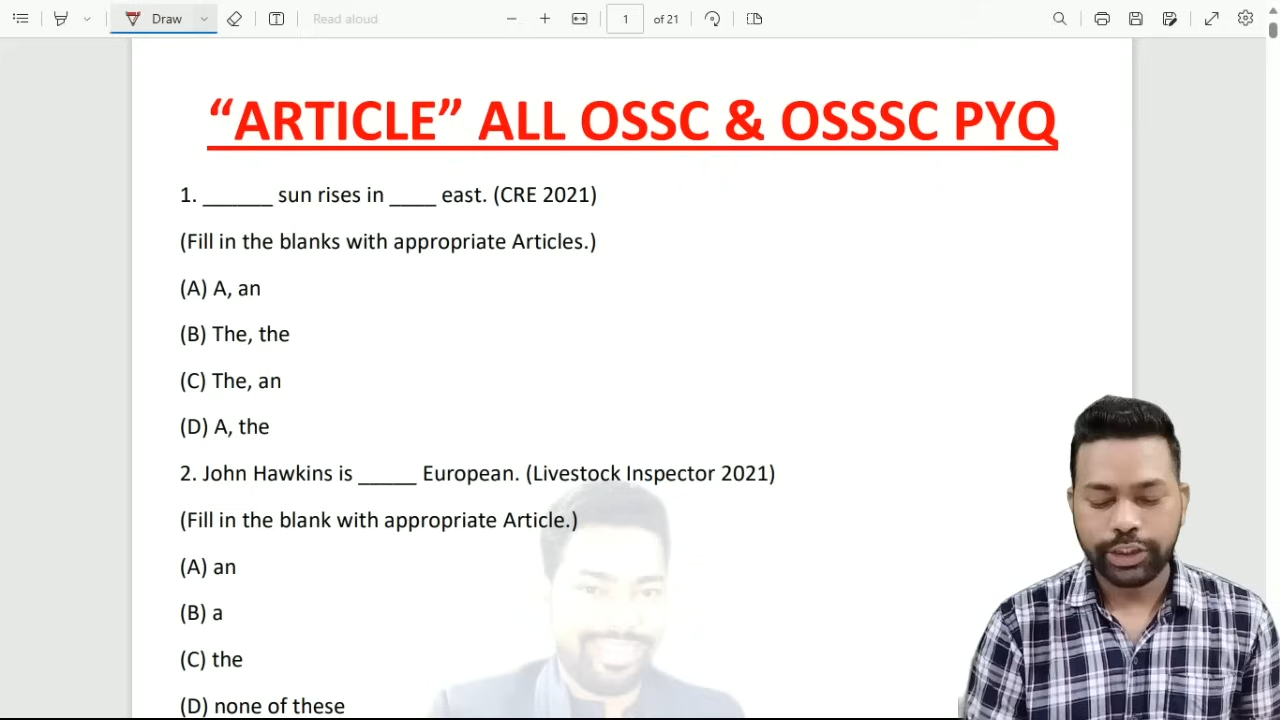 Draw
Read aloud
1
of 21
“ARTICLE” ALL OSSC & OSSSC PYQ
1. ______ sun rises in ____ east. (CRE 2021)
(Fill in the blanks with appropriate Articles.)
(A) A, an
(B) The, the
(C) The, an
(D) A, the
2. John Hawkins is _____ European. (Livestock Inspector 2021)
(Fill in the blank with appropriate Article.)
(A) an
(B) a
(C) the
(D) none of these